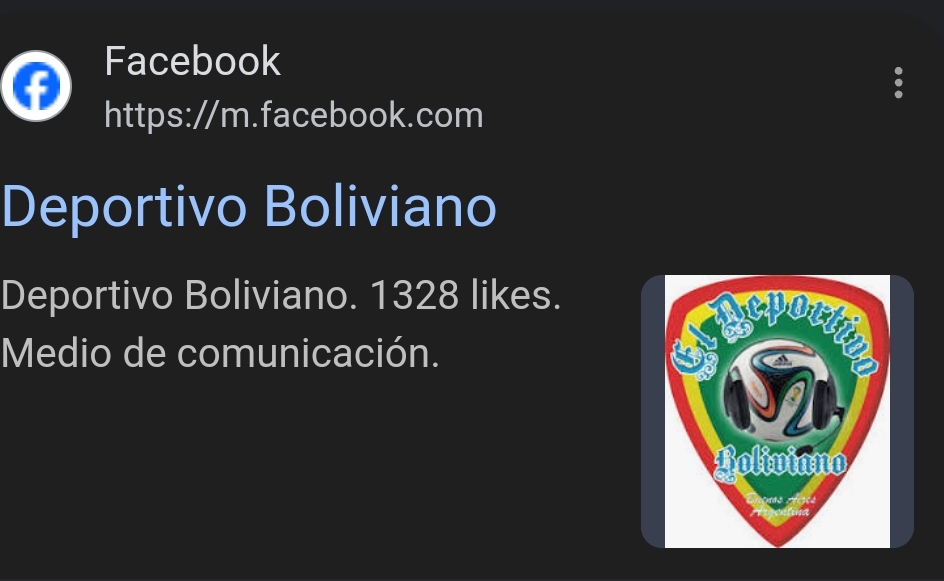 Facebook
https://m.facebook.com
Deportivo Boliviano
Deportivo Boliviano. 1328 likes.
Medio de comunicación.
El Deportivo
adidas
Boliviano
Buenos Aires
Argentina